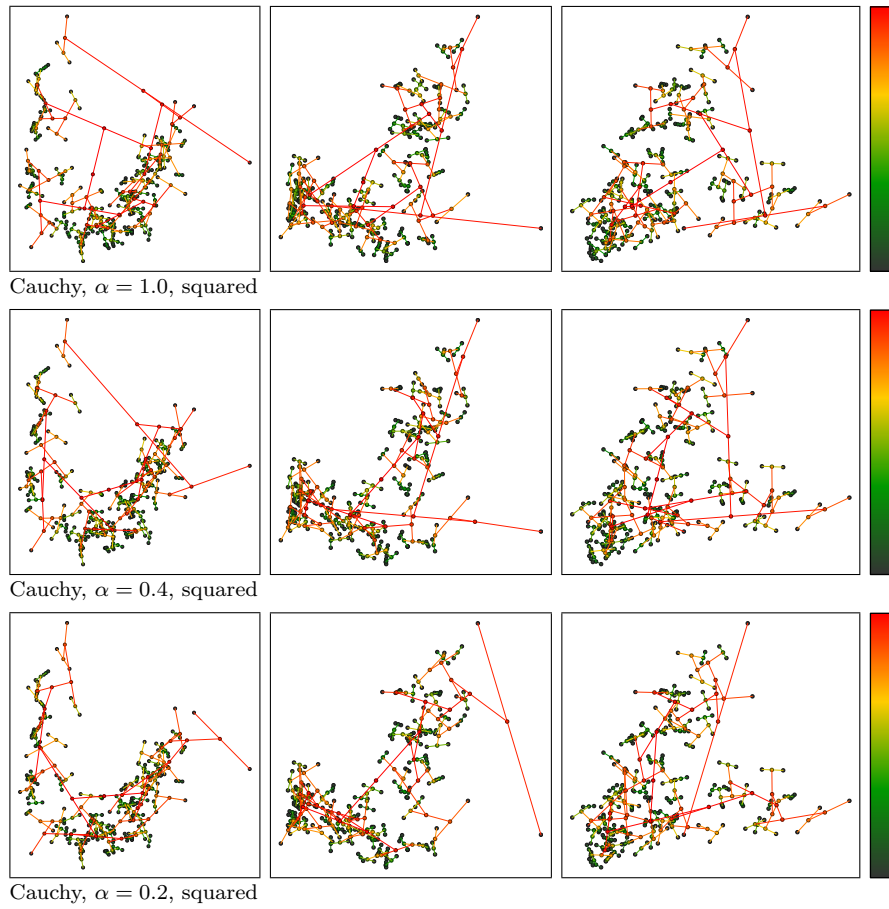 Cauchy, α = 1.0, squared
Cauchy, α = 0.4, squared
Cauchy, α = 0.2, squared